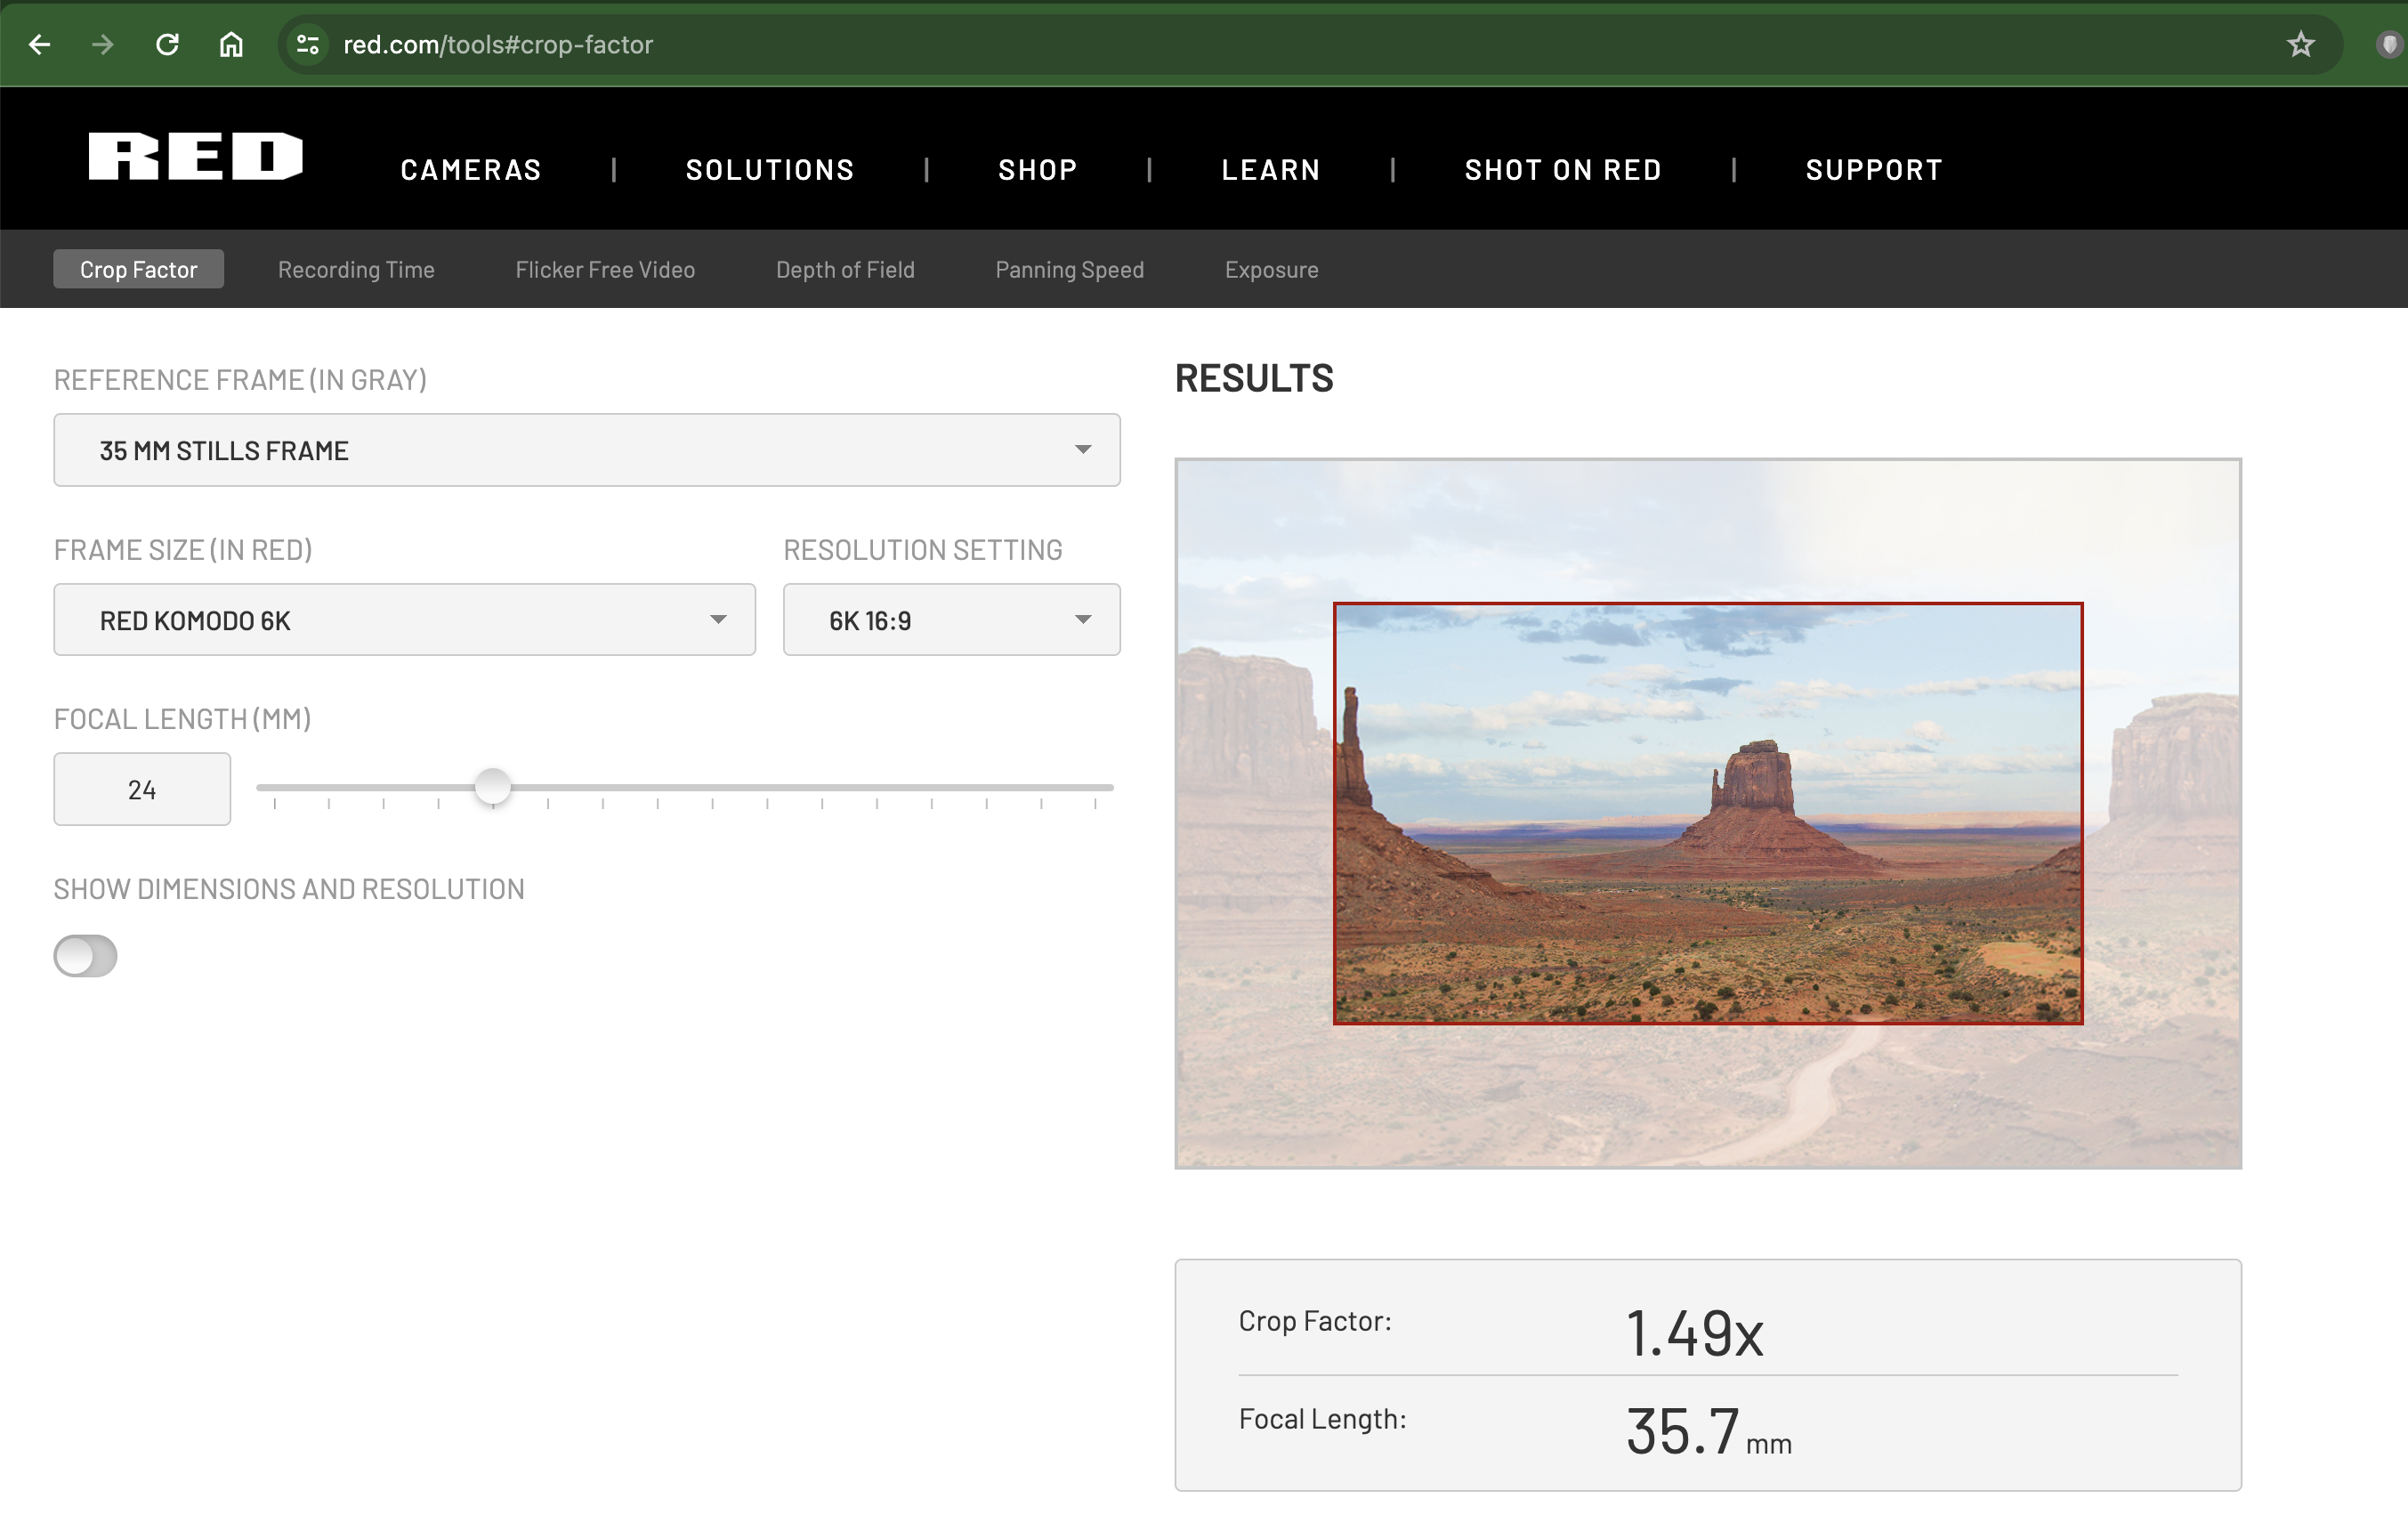 red.com/tools#crop-factor
RED
CAMERAS | SOLUTIONS | SHOP | LEARN | SHOT ON RED | SUPPORT
Crop Factor Recording Time Flicker Free Video Depth of Field Panning Speed Exposure
REFERENCE FRAME (IN GRAY)
35 MM STILLS FRAME
FRAME SIZE (IN RED) RESOLUTION SETTING
RED KOMODO 6K 6K 16:9
FOCAL LENGTH (MM)
24
SHOW DIMENSIONS AND RESOLUTION
RESULTS
Crop Factor: 1.49x
Focal Length: 35.7 mm